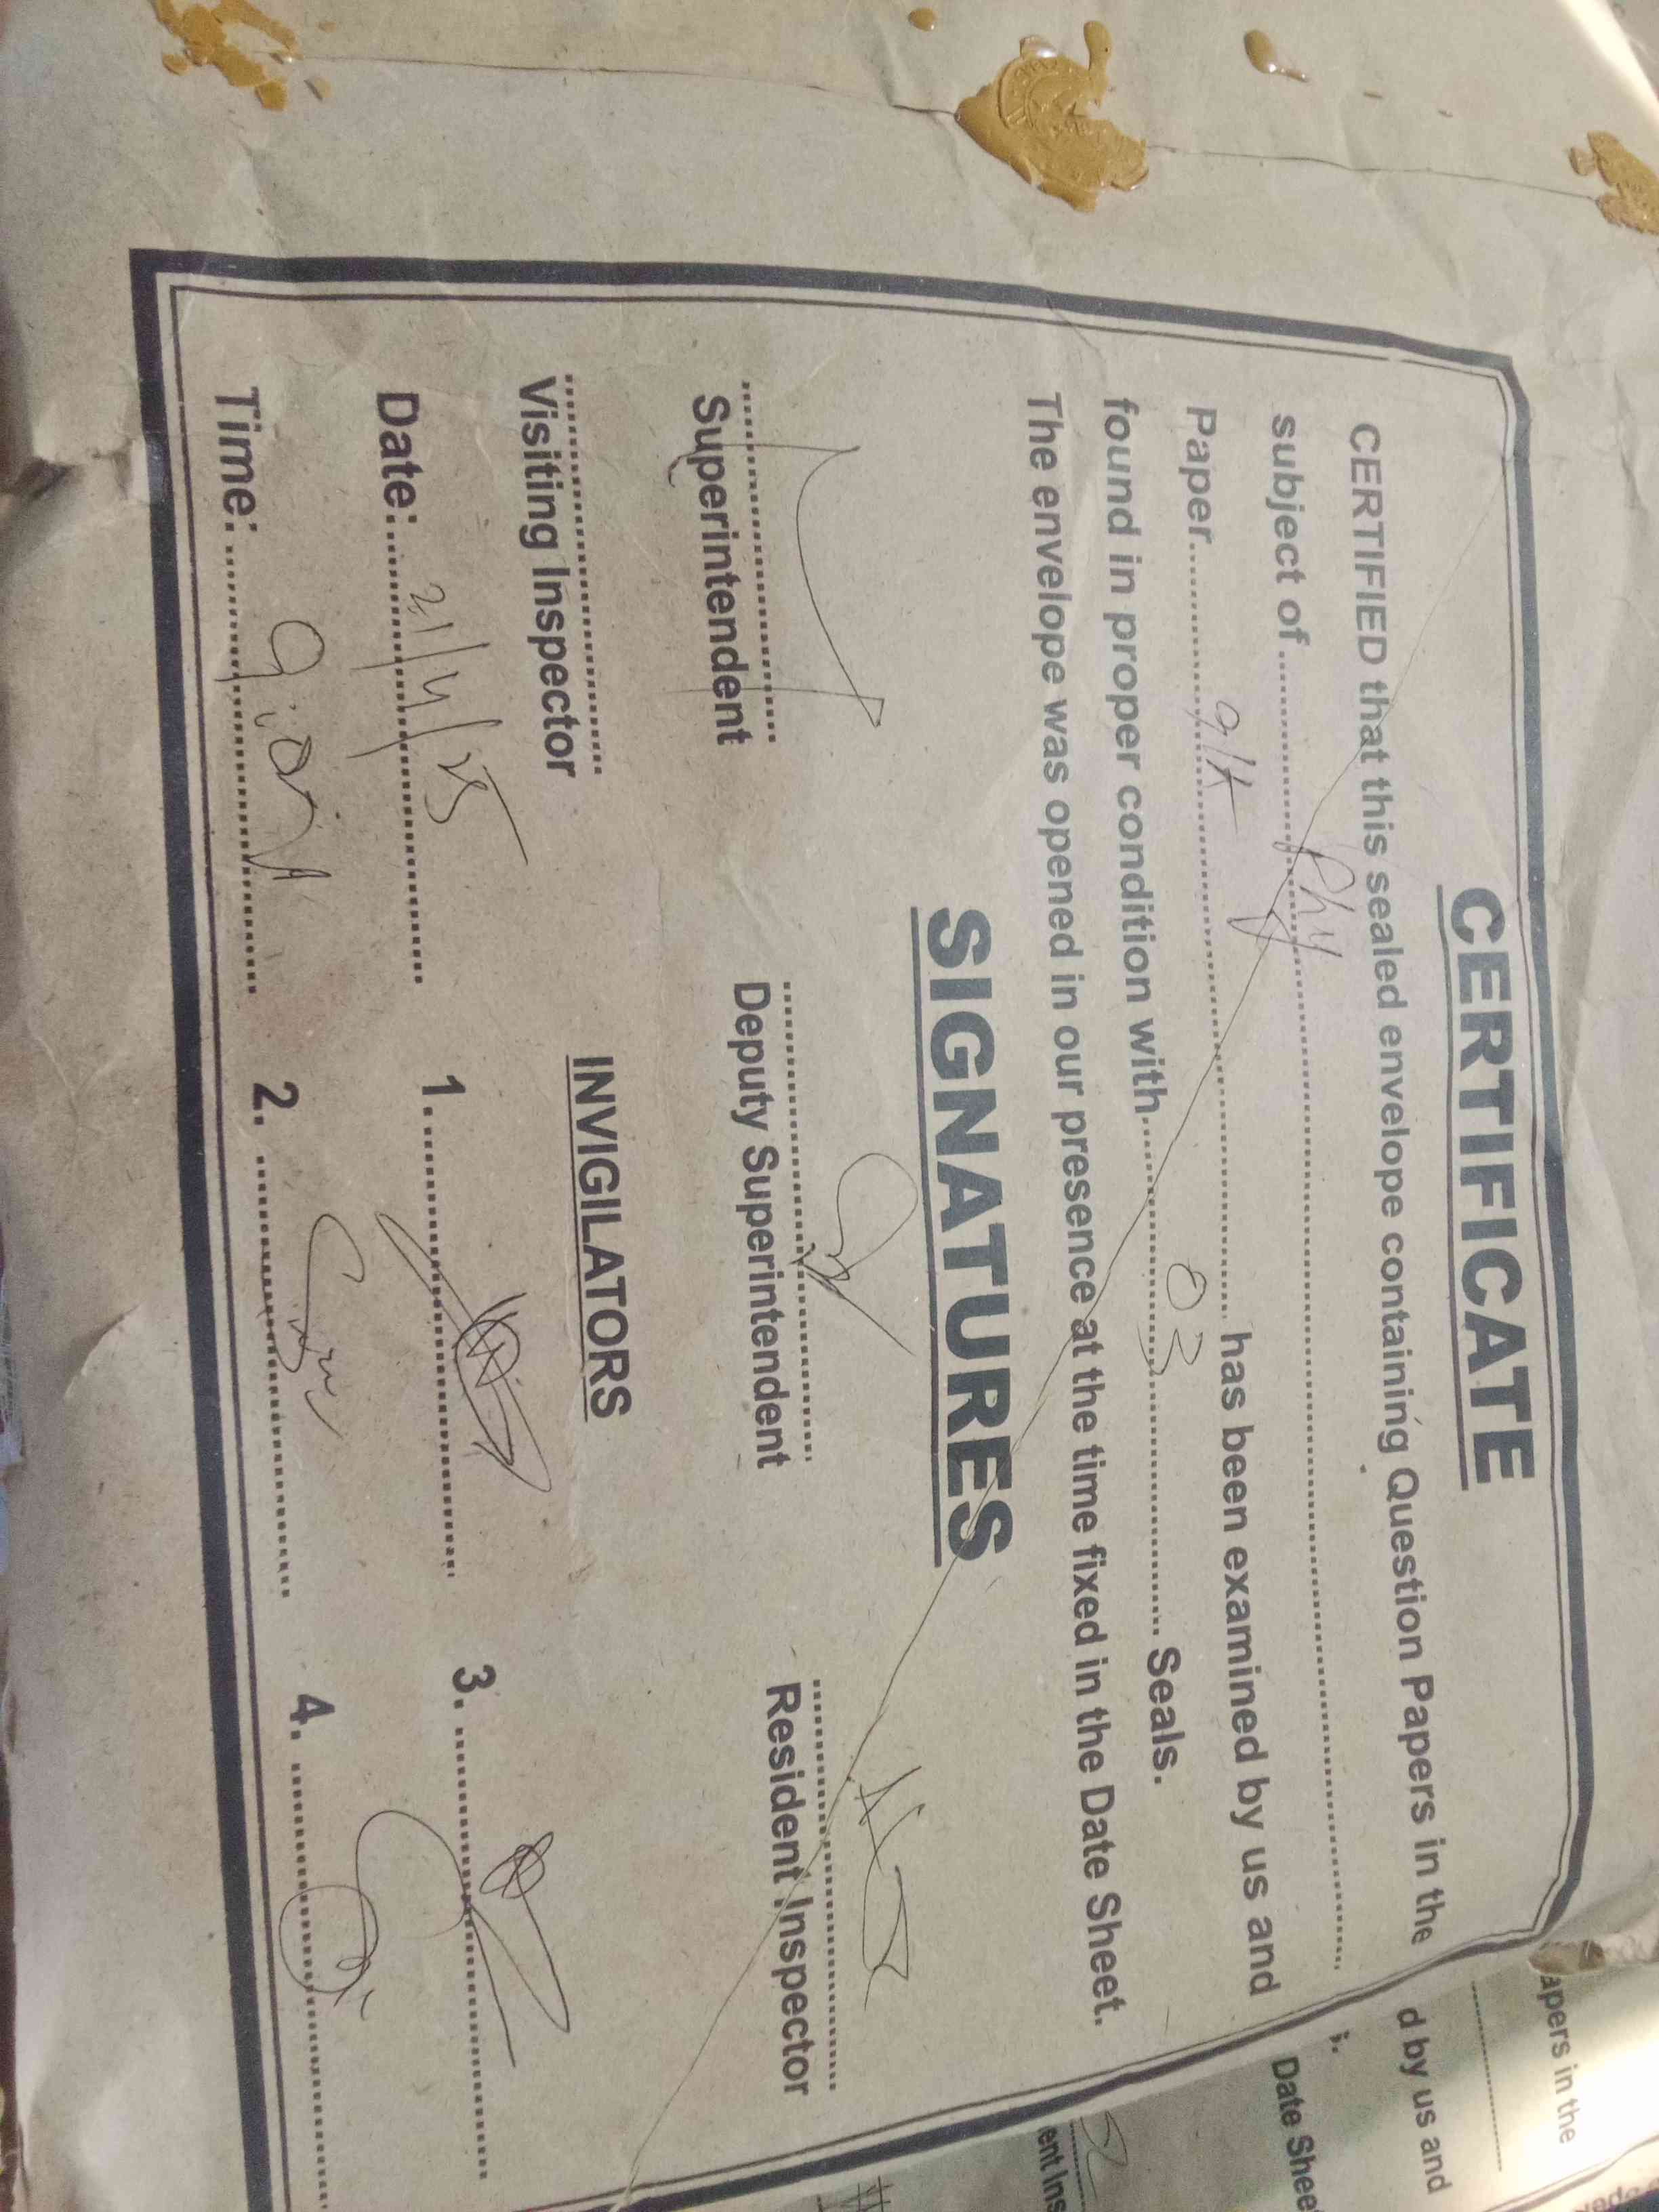 CERTIFICATE
CERTIFIED that this sealed envelope containing Question Papers in the
subject of.......... Phy ..........
Paper.......... 9th .......... has been examined by us and
found in proper condition with.......... 03 .......... Seals.
The envelope was opened in our presence at the time fixed in the Date Sheet.
SIGNATURES
Superintendent
Deputy Superintendent
Resident Inspector
Visiting Inspector
INVIGILATORS
Date:.......... 21/4/25
1. ..........
3. ..........
Time: ..........
2. ..........
4. ..........
apers in the
d by us and
Date Shee
ent Ins